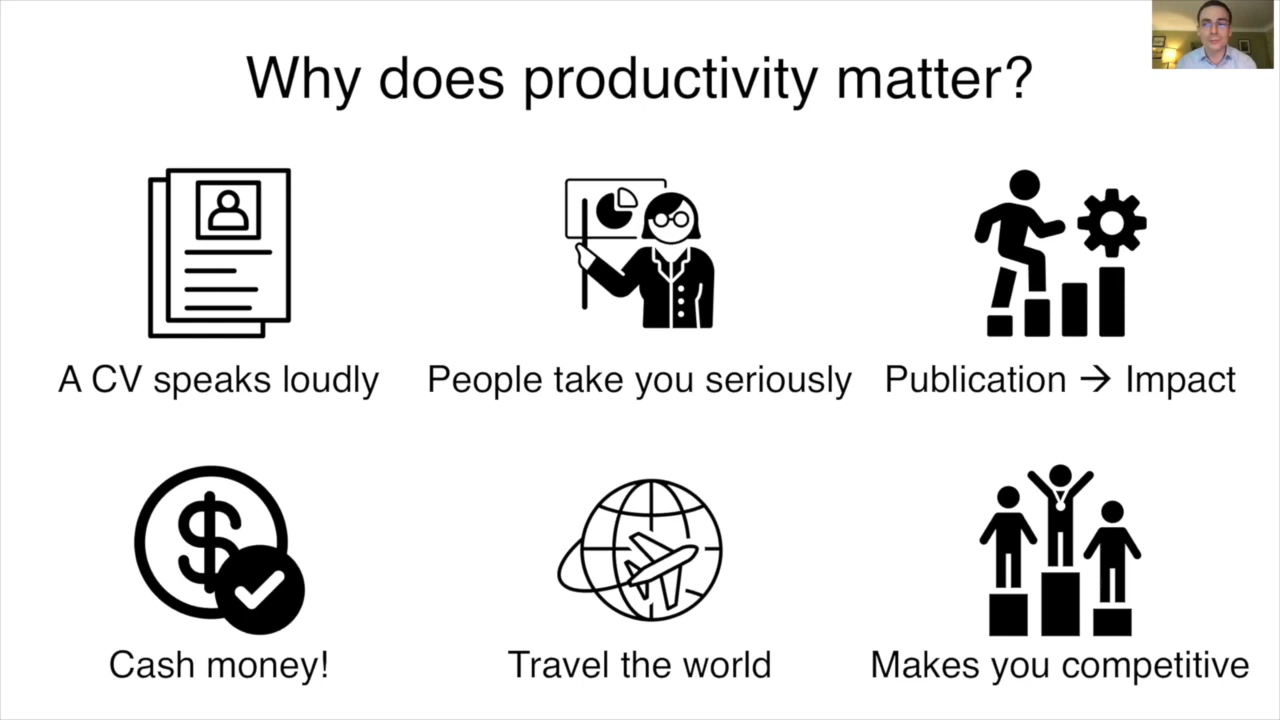 Why does productivity matter?
A CV speaks loudly
People take you seriously
Publication → Impact
Cash money!
Travel the world
Makes you competitive